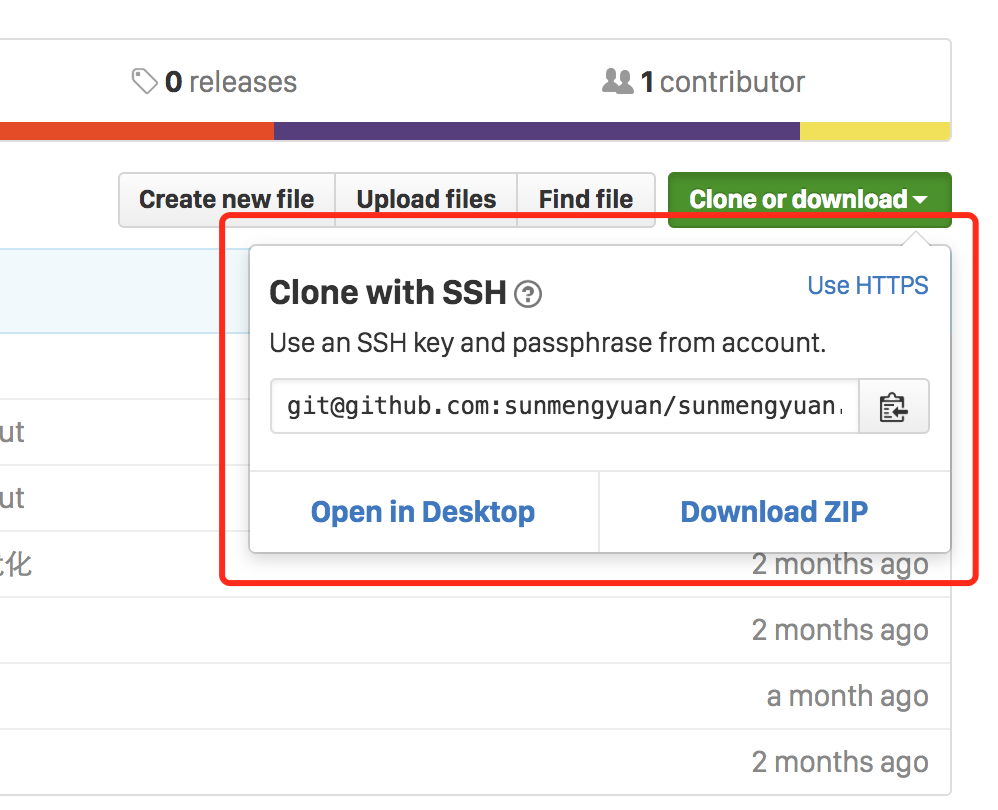 0 releases
1 contributor
Create new file
Upload files
Find file
Clone or download
Clone with SSH ?
Use HTTPS
Use an SSH key and passphrase from account.
git@github.com:sunmengyuan/sunmengyuan.
Open in Desktop
Download ZIP
ut
ut
化
2 months ago
2 months ago
a month ago
2 months ago